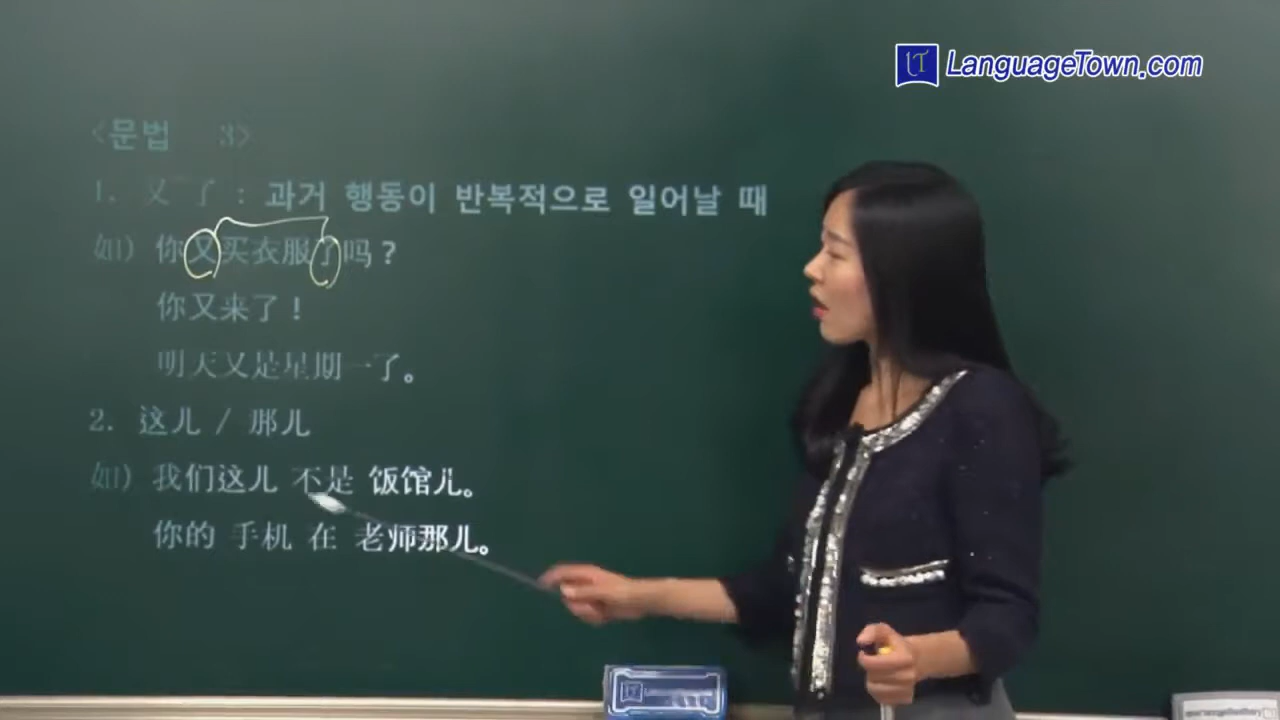 LanguageTown.com
<문법 3>
1. 又 了 : 과거 행동이 반복적으로 일어날 때
如) 你又买衣服了吗?
你又来了!
明天又是星期一了。
2. 这儿 / 那儿
如) 我们这儿 不是 饭馆儿。
你的 手机 在 老师那儿。